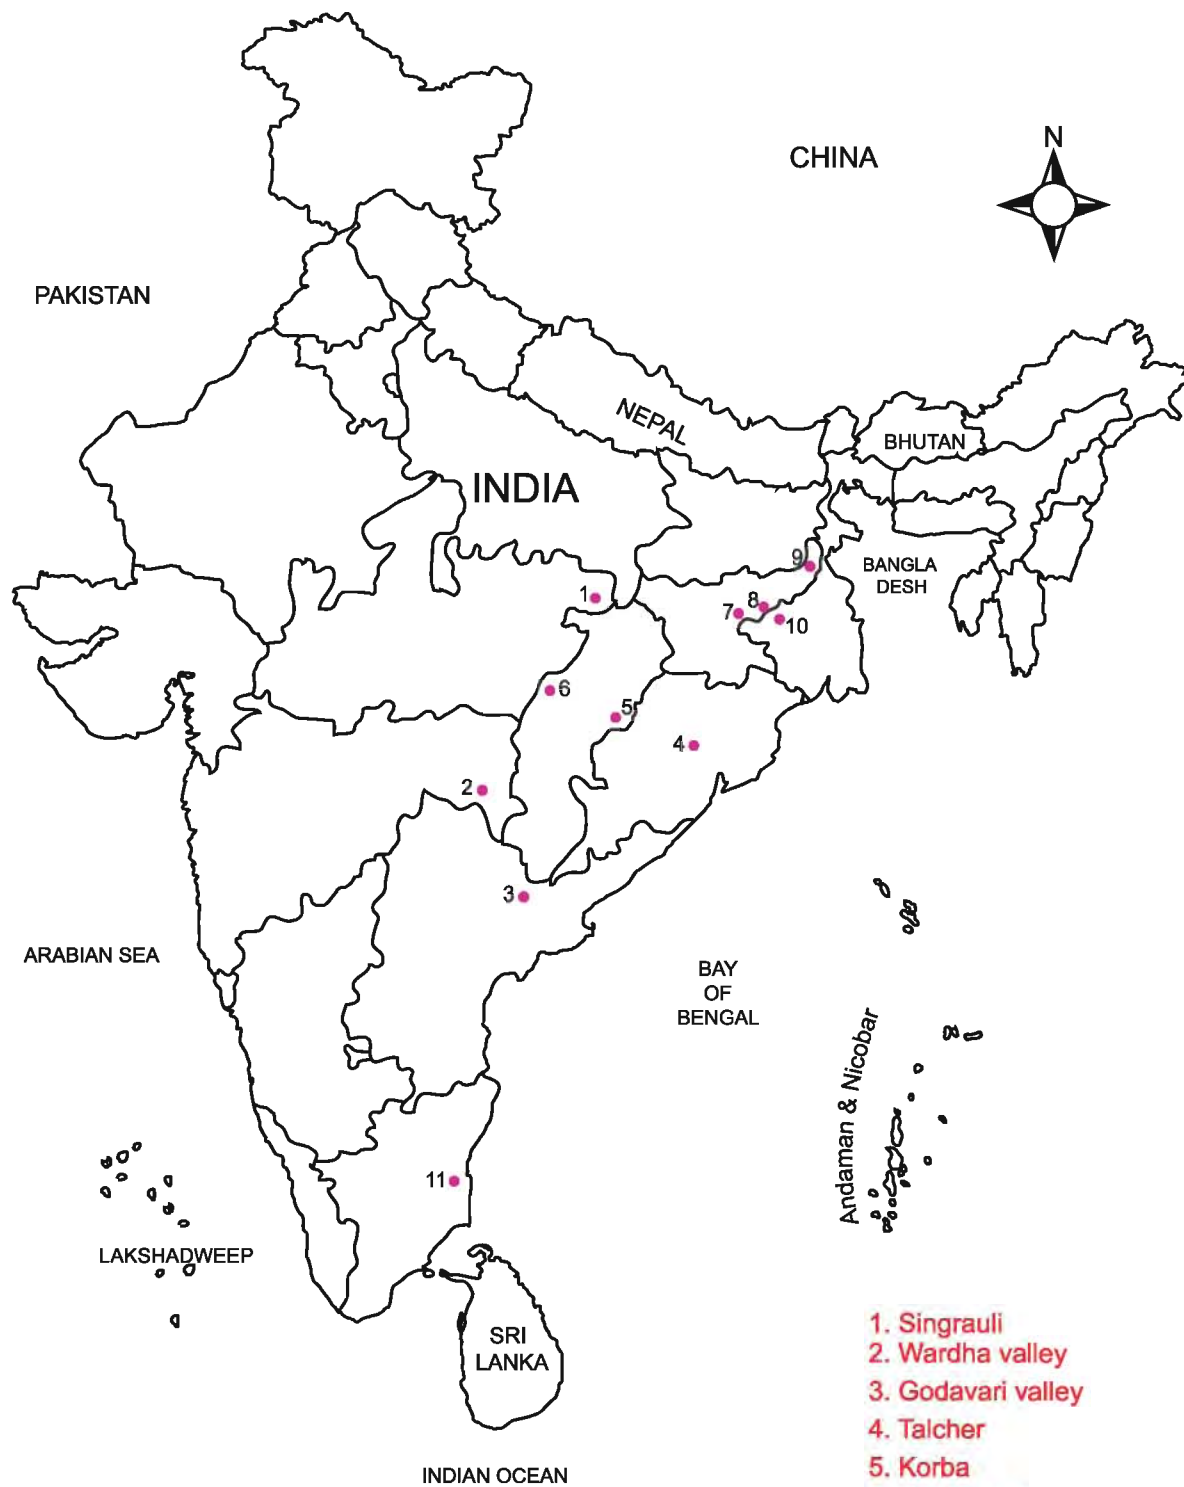 N
CHINA
PAKISTAN
NEPAL
BHUTAN
INDIA
BANGLA
DESH
9
1
8
7
10
6
5
4
2
3
ARABIAN SEA
BAY
OF
BENGAL
Andaman & Nicobar
11
LAKSHADWEEP
SRI
LANKA
INDIAN OCEAN
1. Singrauli
2. Wardha valley
3. Godavari valley
4. Talcher
5. Korba